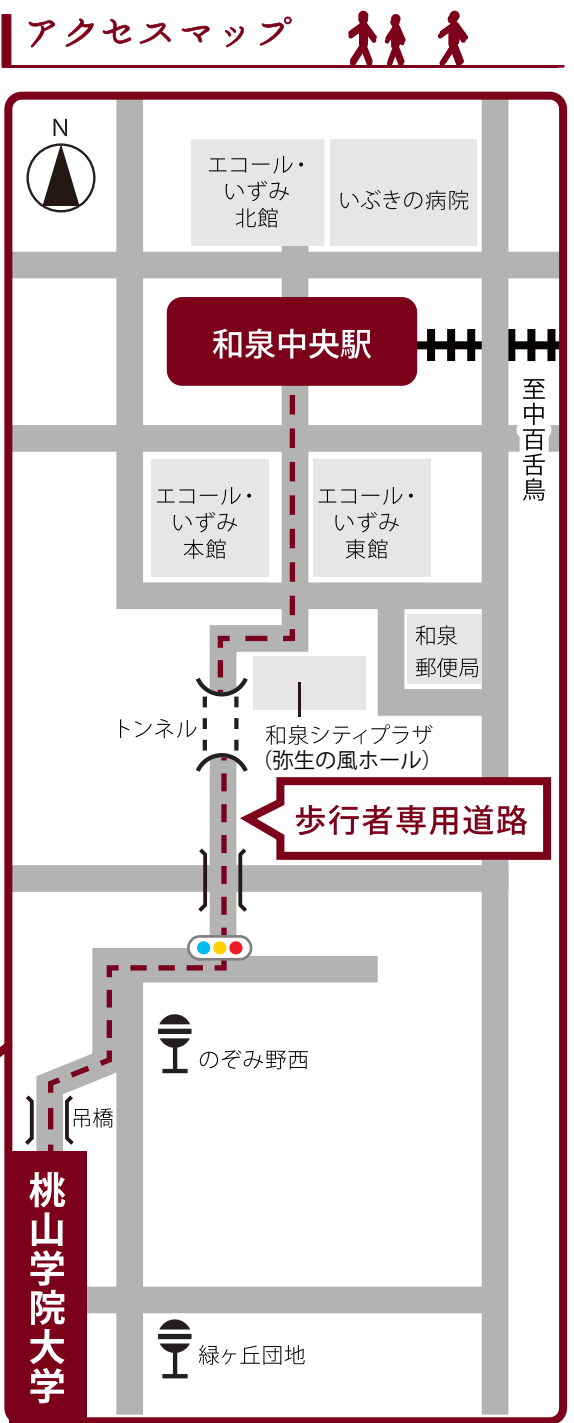 アクセスマップ
N
エコール・
いずみ
北館
いぶきの病院
和泉中央駅
至中百舌鳥
エコール・
いずみ
本館
エコール・
いずみ
東館
和泉
郵便局
トンネル
和泉シティプラザ
(弥生の風ホール)
歩行者専用道路
のぞみ野西
吊橋
桃山学院大学
緑ヶ丘団地